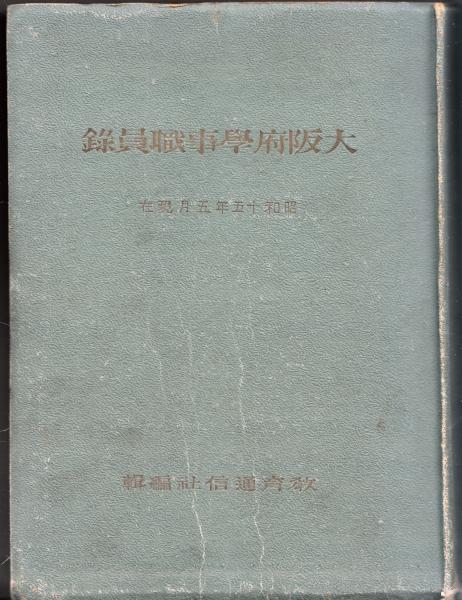 大阪府學事職員錄
昭和十五年五月現在
教育通信社編輯